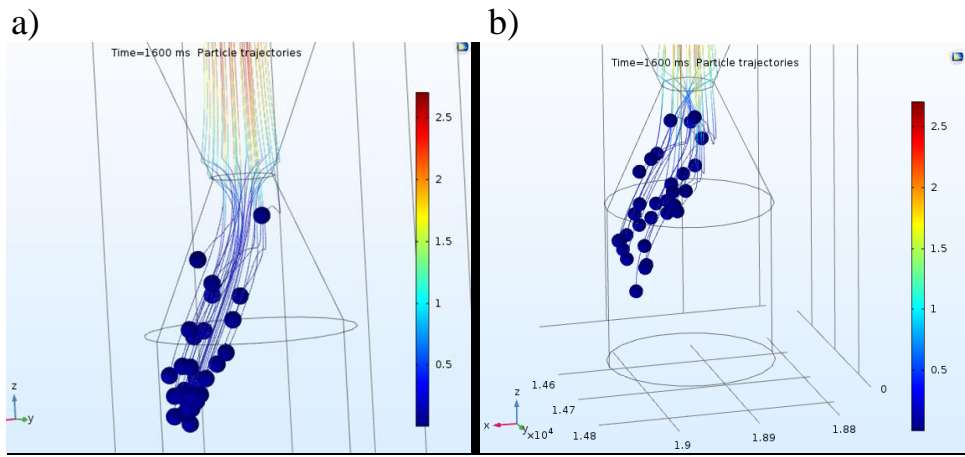 a)
Time=1600 ms Particle trajectories
2.5
2
1.5
1
0.5
z
y
b)
Time=1600 ms Particle trajectories
2.5
2
1.5
1
0.5
0
1.46
1.47
1.48
×10⁴
1.9
1.89
1.88
z
x
y